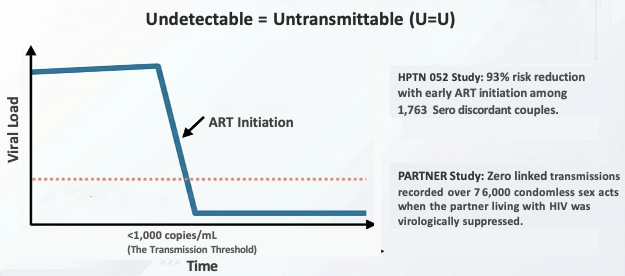 Undetectable = Untransmittable (U=U)
Viral Load
ART Initiation
<1,000 copies/mL
(The Transmission Threshold)
Time
HPTN 052 Study: 93% risk reduction
with early ART initiation among
1,763 Sero discordant couples.
PARTNER Study: Zero linked transmissions
recorded over 7 6,000 condomless sex acts
when the partner living with HIV was
virologically suppressed.